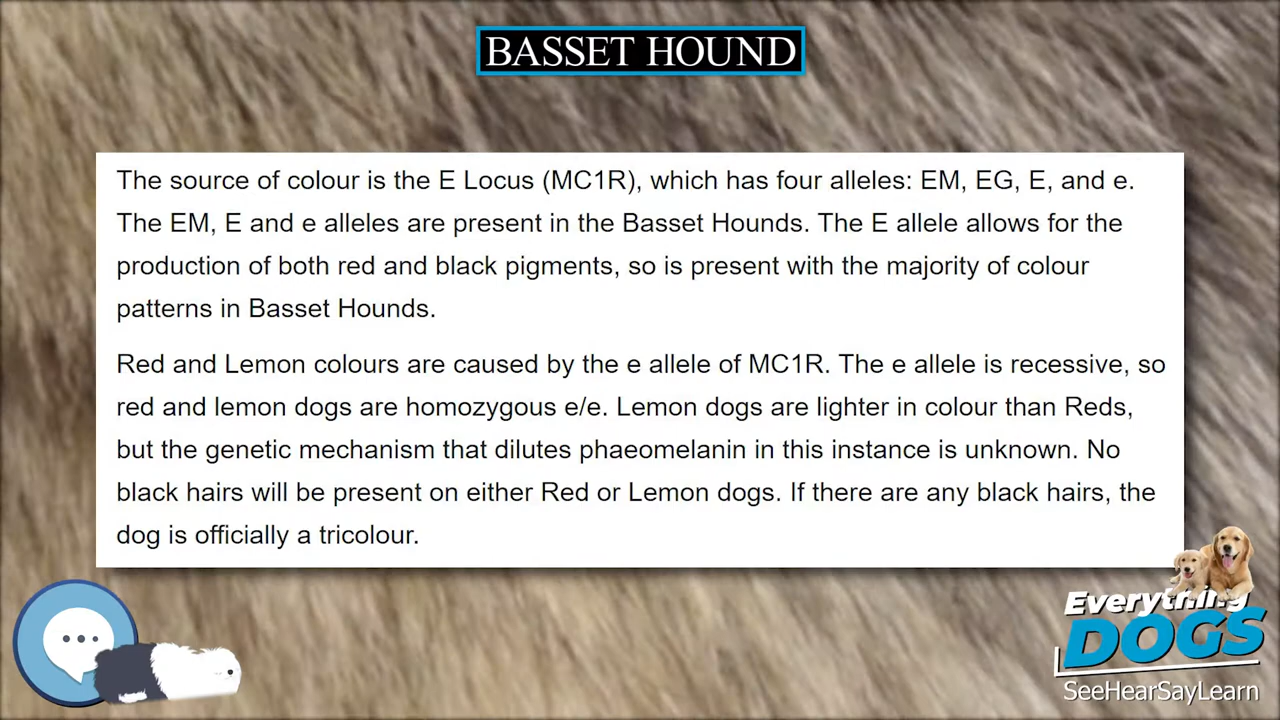 BASSET HOUND
The source of colour is the E Locus (MC1R), which has four alleles: EM, EG, E, and e.
The EM, E and e alleles are present in the Basset Hounds. The E allele allows for the
production of both red and black pigments, so is present with the majority of colour
patterns in Basset Hounds.
Red and Lemon colours are caused by the e allele of MC1R. The e allele is recessive, so
red and lemon dogs are homozygous e/e. Lemon dogs are lighter in colour than Reds,
but the genetic mechanism that dilutes phaeomelanin in this instance is unknown. No
black hairs will be present on either Red or Lemon dogs. If there are any black hairs, the
dog is officially a tricolour.
Everything
DOGS
SeeHearSayLearn